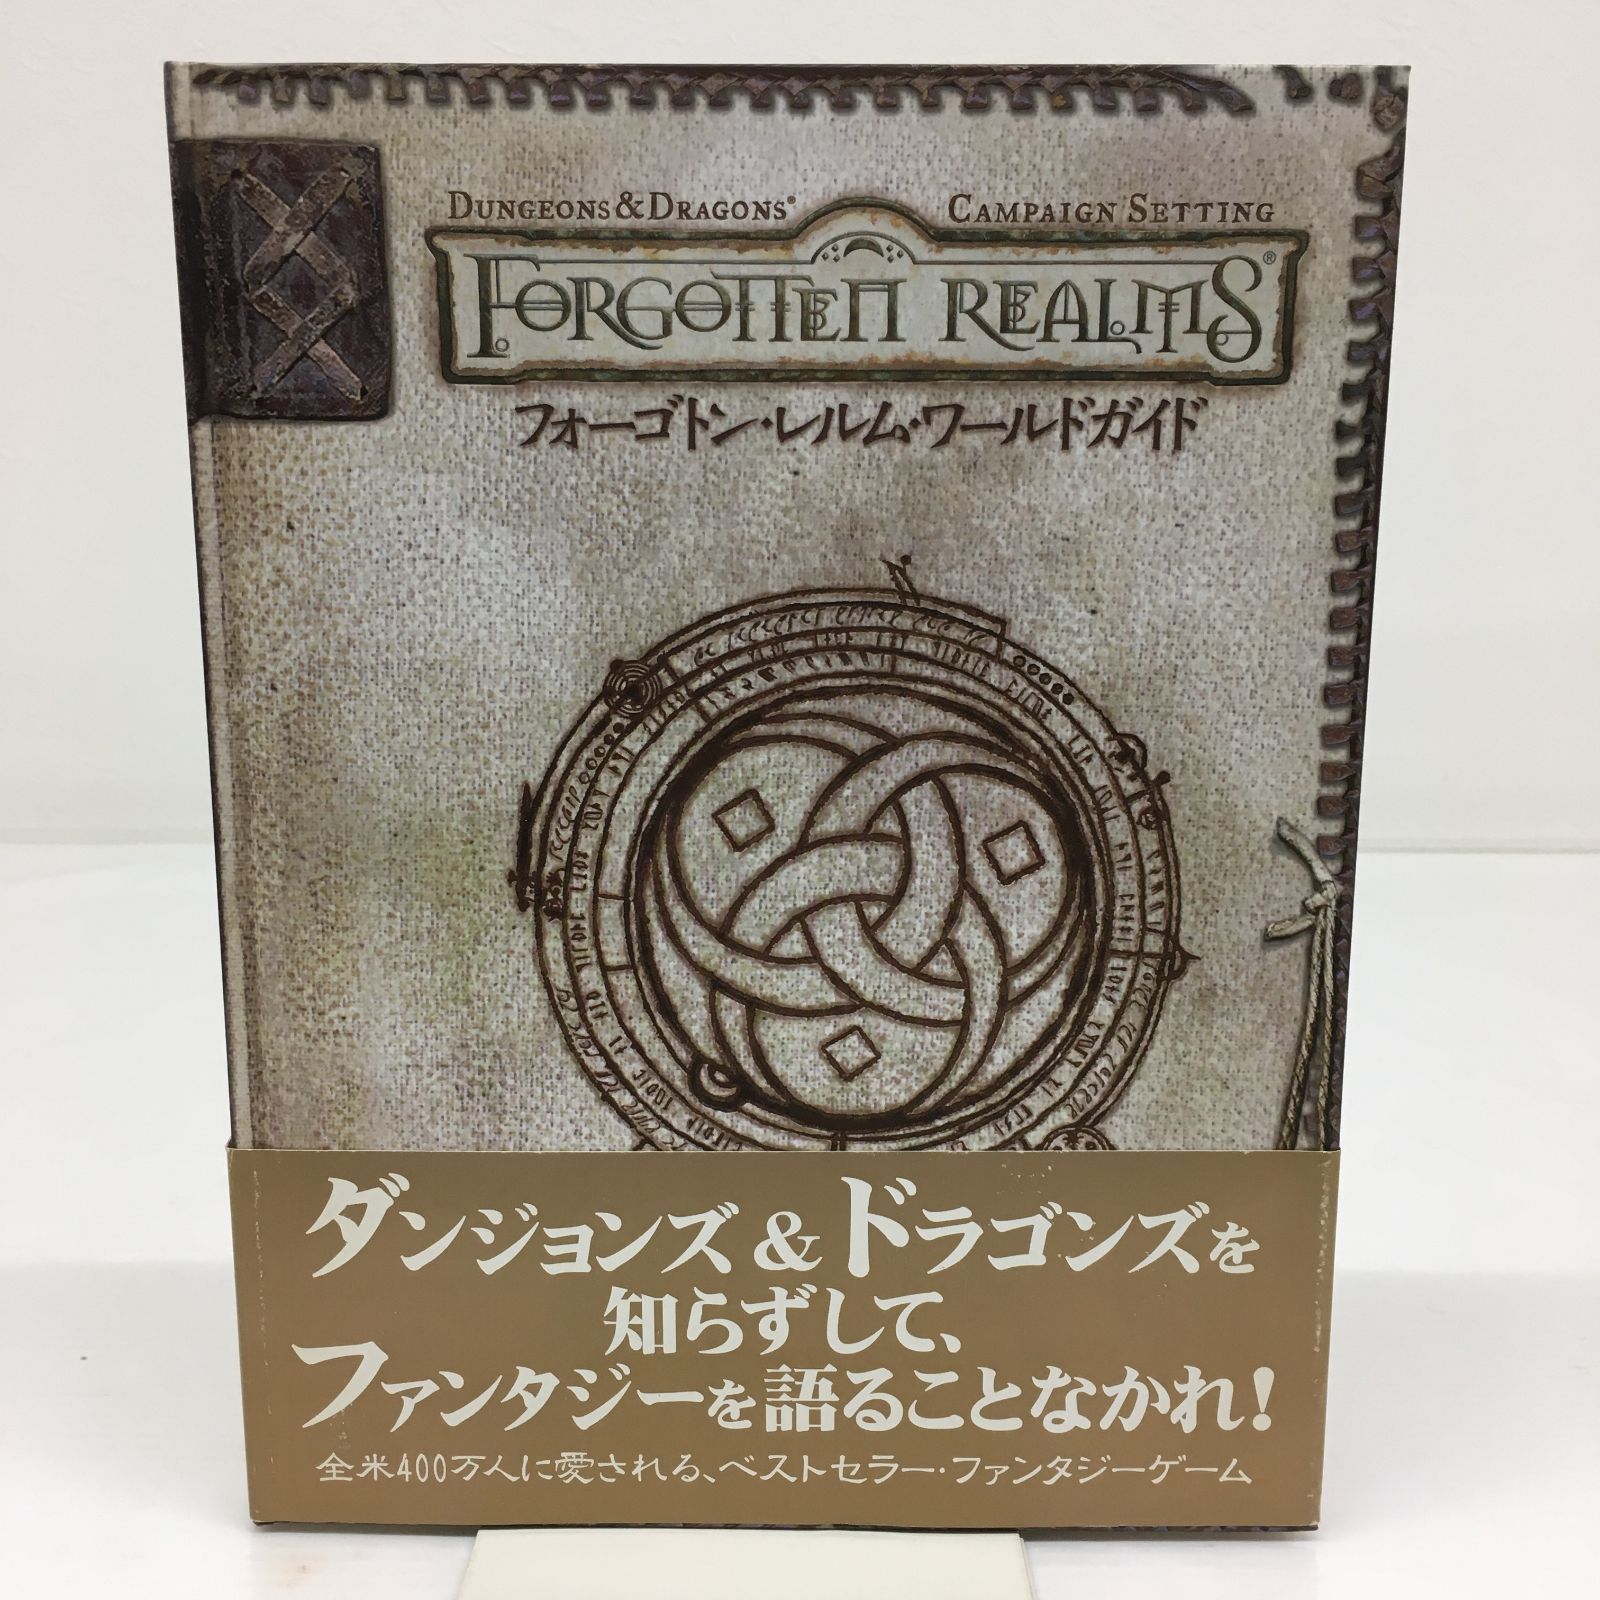 DUNGEONS & DRAGONS® CAMPAIGN SETTING
FORGOTTEN REALMS®
フォーゴトン・レルム・ワールドガイド
ダンジョンズ&ドラゴンズを
知らずして、
ファンタジーを語ることなかれ!
全米400万人に愛される、ベストセラー・ファンタジーゲーム